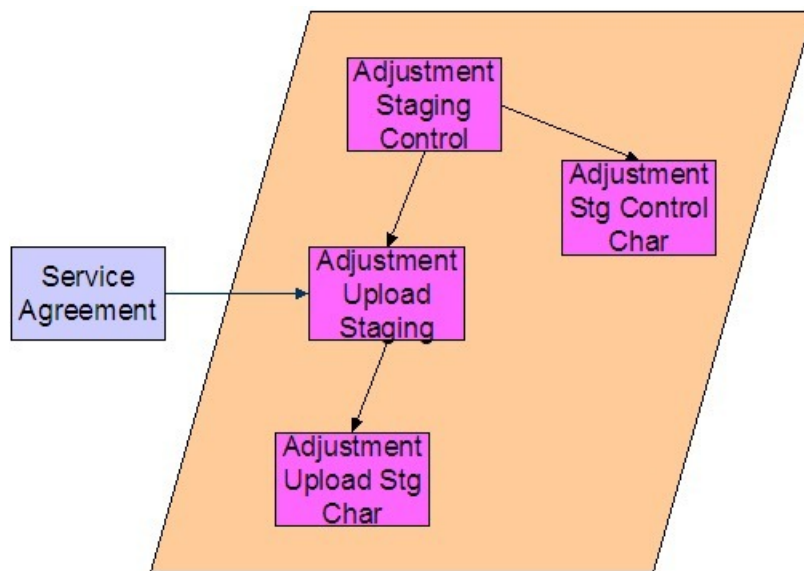 Adjustment
Staging
Control
Adjustment
Stg Control
Char
Service
Agreement
Adjustment
Upload
Staging
Adjustment
Upload Stg
Char